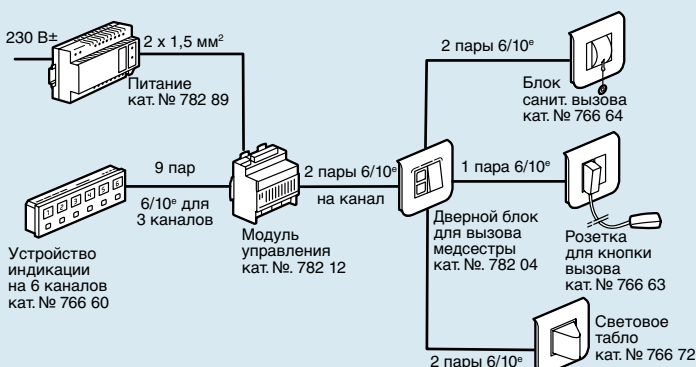 230 В±
2 x 1,5 мм²
Питание
кат. № 782 89
9 пар
6/10ᵉ для
3 каналов
Устройство
индикации
на 6 каналов
кат. № 766 60
Модуль
управления
кат. №. 782 12
2 пары 6/10ᵉ
на канал
Дверной блок
для вызова
медсестры
кат. №. 782 04
2 пары 6/10ᵉ
Блок
санит. вызова
кат. № 766 64
1 пара 6/10ᵉ
Розетка
для кнопки
вызова
кат. № 766 63
2 пары 6/10ᵉ
Световое
табло
кат. № 766 72